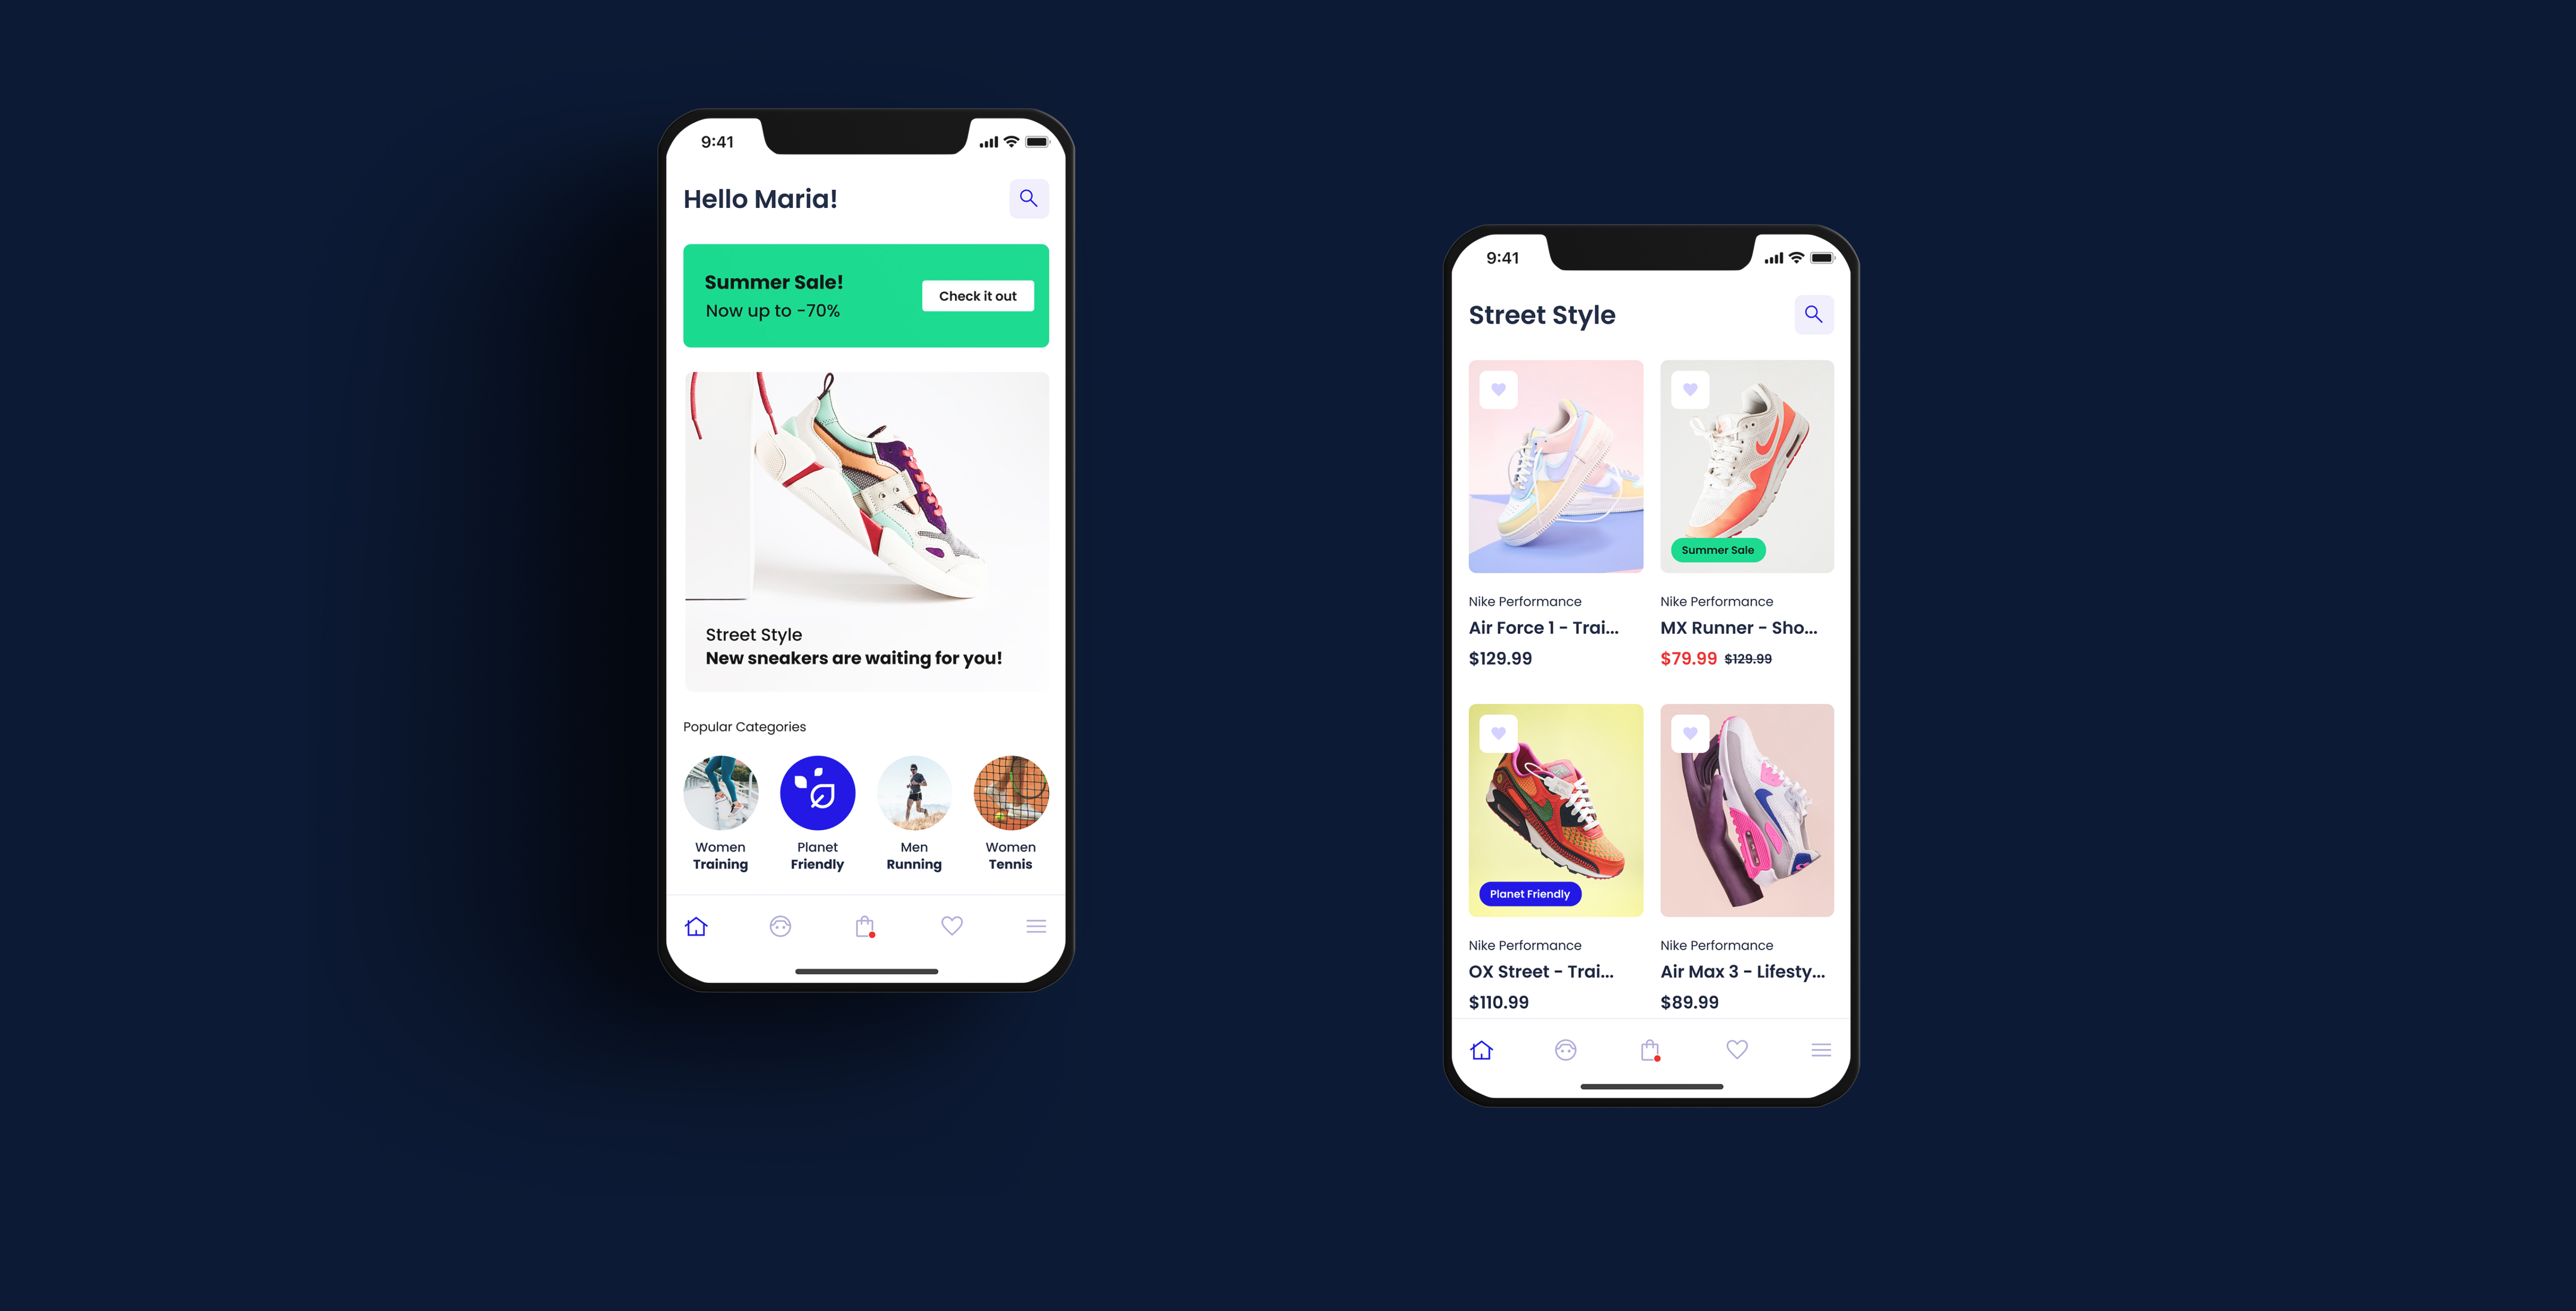 9:41
Hello Maria!
Summer Sale!
Now up to -70%
Check it out
Street Style
New sneakers are waiting for you!
Popular Categories
Women
Training
Planet
Friendly
Men
Running
Women
Tennis
9:41
Street Style
Summer Sale
Nike Performance
Air Force 1 - Trai...
$129.99
Nike Performance
MX Runner - Sho...
$79.99 $129.99
Planet Friendly
Nike Performance
OX Street - Trai...
$110.99
Nike Performance
Air Max 3 - Lifesty...
$89.99